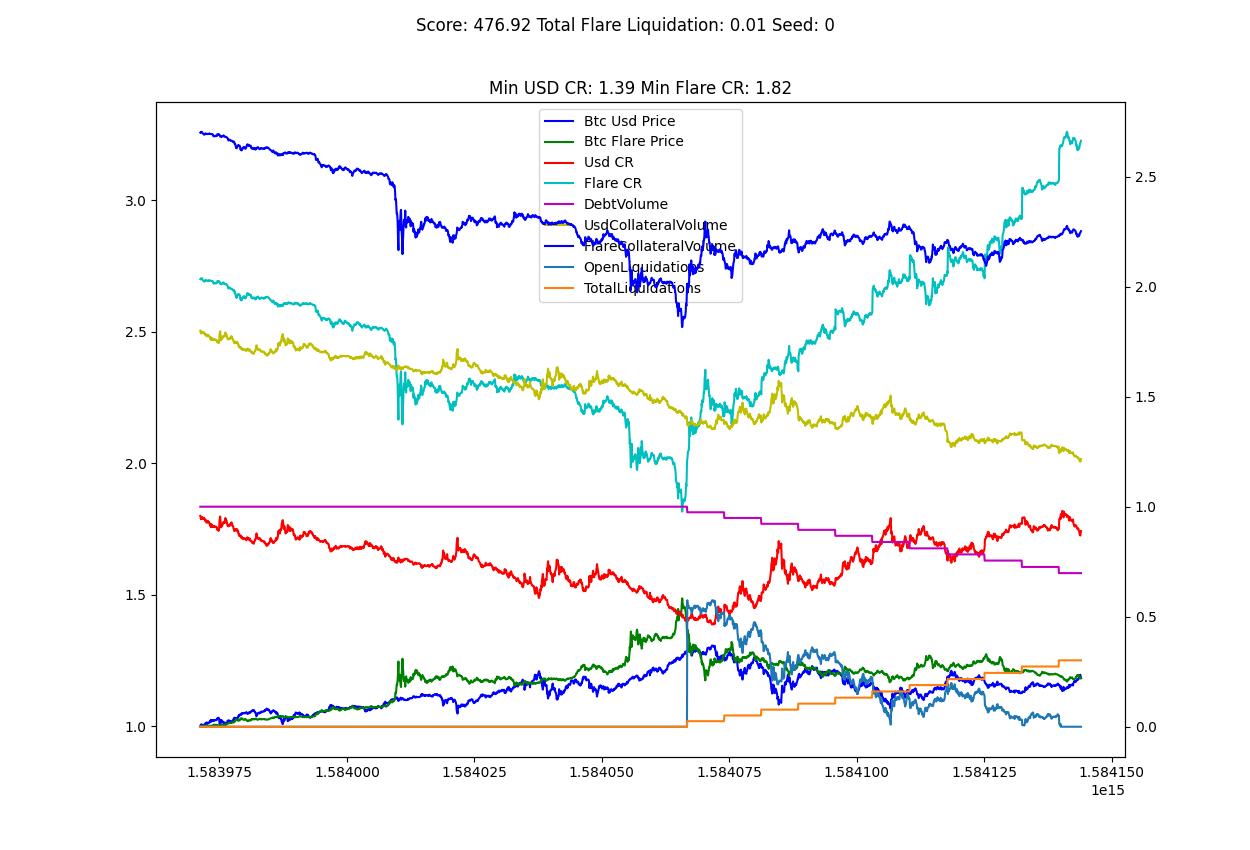 Score: 476.92 Total Flare Liquidation: 0.01 Seed: 0
Min USD CR: 1.39 Min Flare CR: 1.82
Btc Usd Price
Btc Flare Price
Usd CR
Flare CR
DebtVolume
UsdCollateralVolume
FlareCollateralVolume
OpenLiquidations
TotalLiquidations
3.0
2.5
2.0
1.5
1.0
2.5
2.0
1.5
1.0
0.5
0.0
1.583975 1.584000 1.584025 1.584050 1.584075 1.584100 1.584125 1.584150
1e15